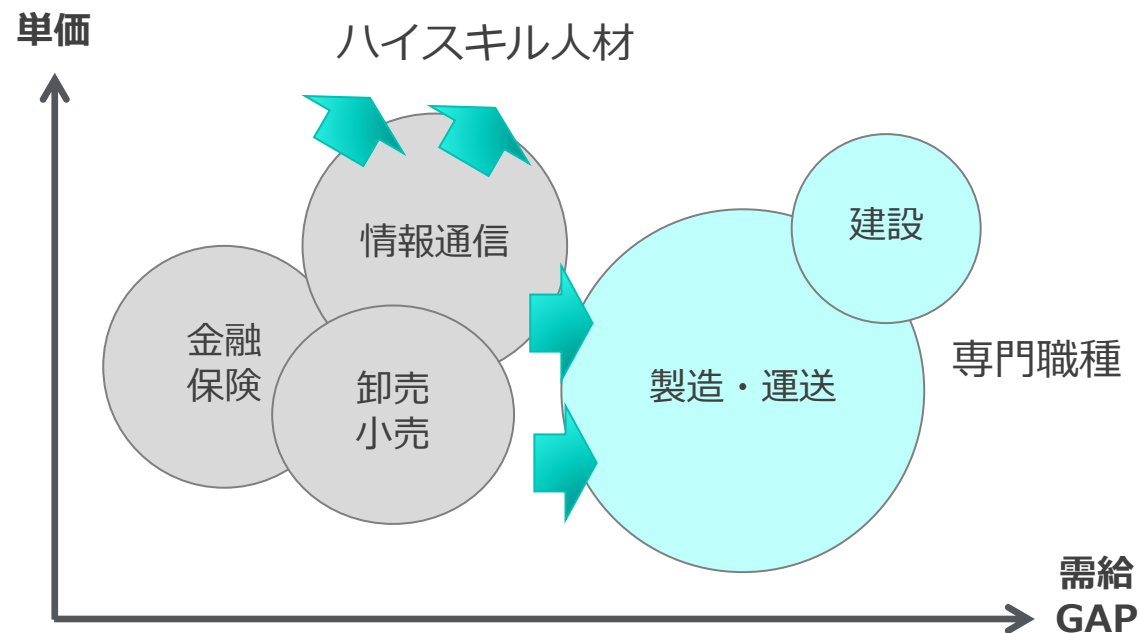 単価
ハイスキル人材
情報通信
建設
金融
保険
卸売
小売
製造・運送
専門職種
需給
GAP